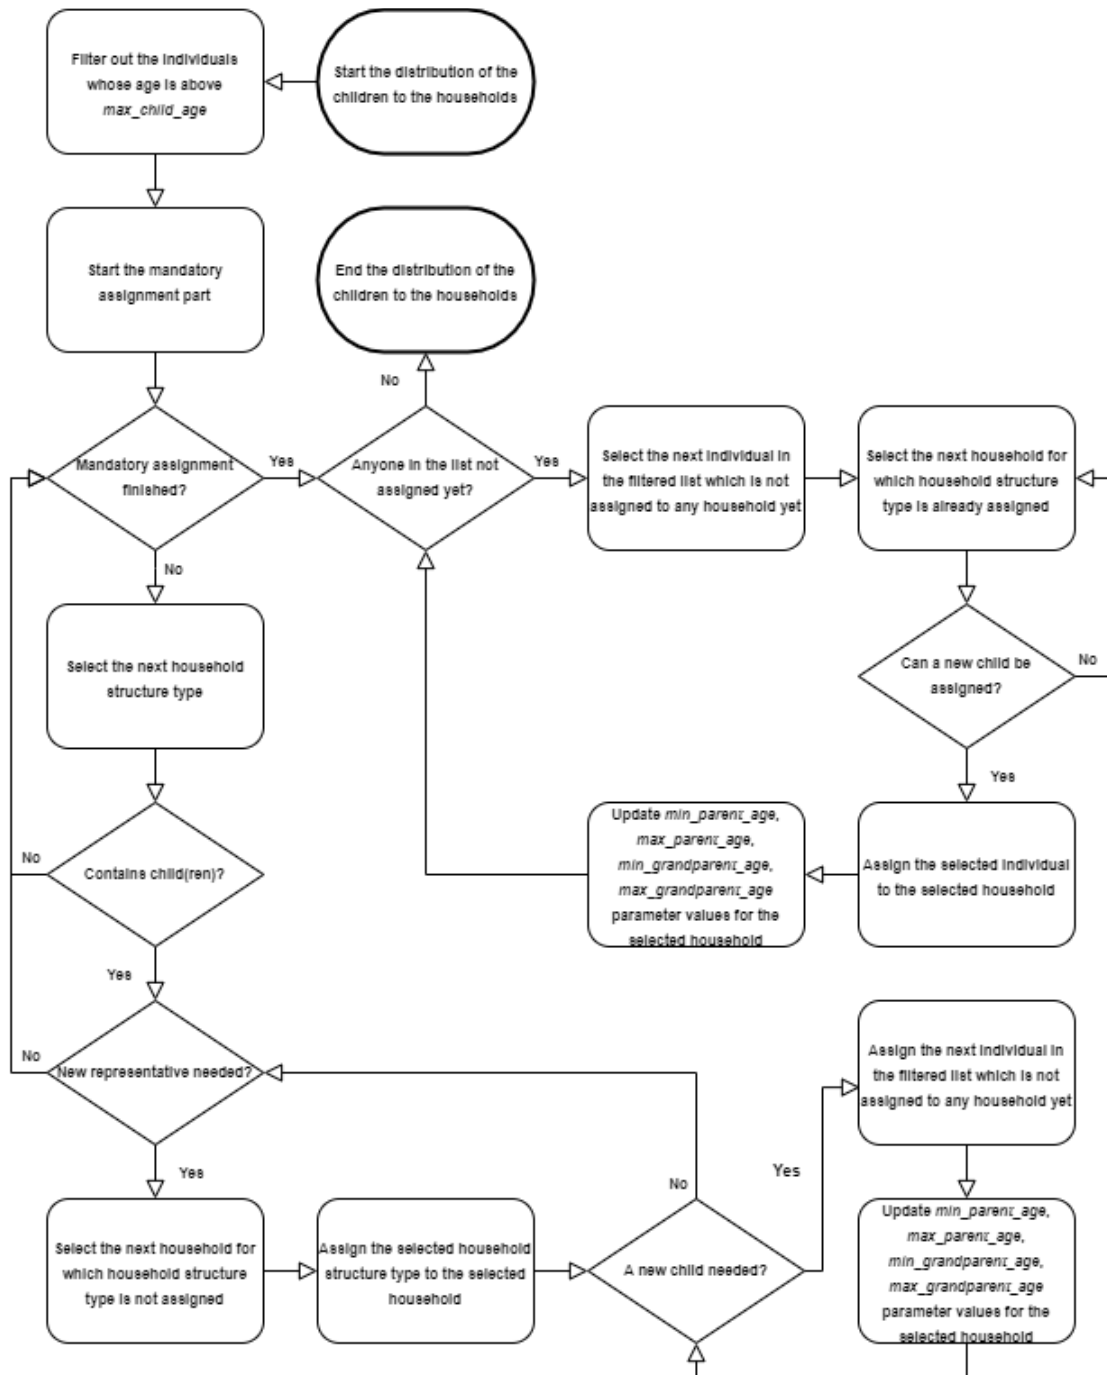 Filter out the individuals
whose age is above
max_child_age
Start the distribution of the
children to the households
Start the mandatory
assignment part
End the distribution of the
children to the households
No
Mandatory assignment
finished?
Yes
Anyone in the list not
assigned yet?
Yes
Select the next individual in
the filtered list which is not
assigned to any household yet
Select the next household for
which household structure
type is already assigned
No
Select the next household
structure type
Can a new child be
assigned?
No
Yes
No
Contains child(ren)?
Update min_parent_age,
max_parent_age,
min_grandparent_age,
max_grandparent_age
parameter values for the
selected household
Assign the selected individual
to the selected household
Yes
No
New representative needed?
Assign the next individual in
the filtered list which is not
assigned to any household yet
Yes
No
Yes
Select the next household for
which household structure
type is not assigned
Assign the selected household
structure type to the selected
household
A new child needed?
Update min_parent_age,
max_parent_age,
min_grandparent_age,
max_grandparent_age
parameter values for the
selected household